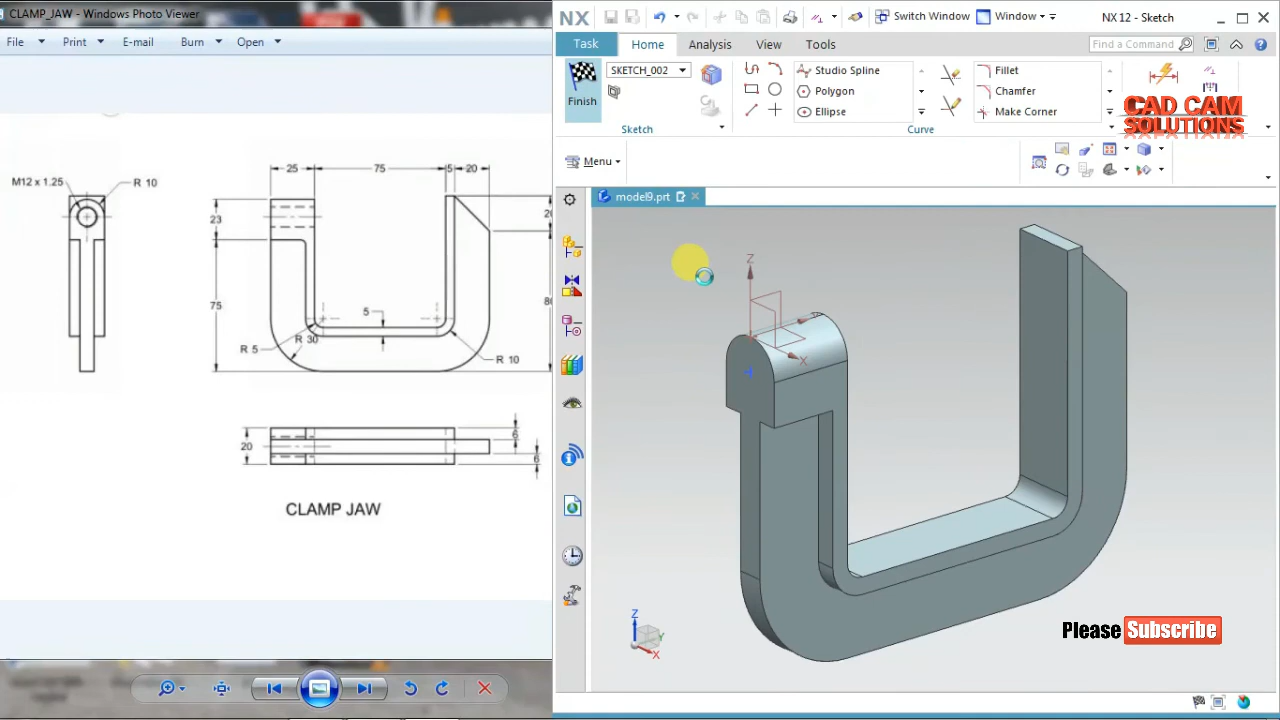 CLAMP_JAW - Windows Photo Viewer
File Print E-mail Burn Open
NX Switch Window Window NX 12 - Sketch
Task Home Analysis View Tools Find a Command
SKETCH_002 Studio Spline Fillet
Polygon Chamfer
Finish Ellipse Make Corner
Sketch Curve
CAD CAM
SOLUTIONS
Menu
model9.prt
25 75 5 20
M12 x 1.25 R 10
23
75
5
R 5 R 30 R 10
20 6
6
CLAMP JAW
Z
Y
X
Z
Y
X
Please Subscribe